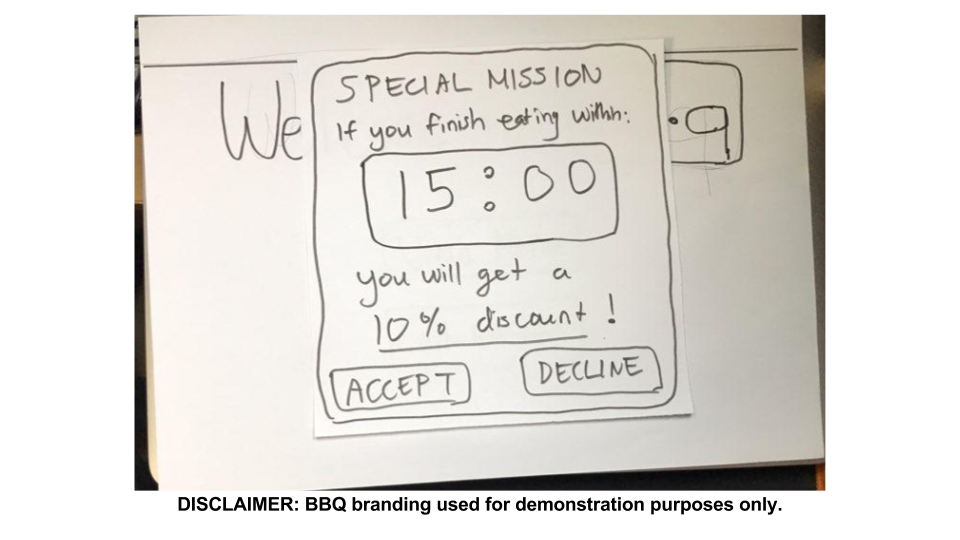 We
SPECIAL MISSION
If you finish eating within:
15:00
you will get a
10% discount!
ACCEPT
DECLINE
DISCLAIMER: BBQ branding used for demonstration purposes only.